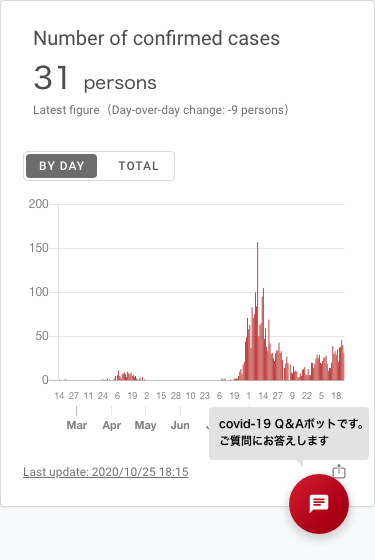 Number of confirmed cases
31 persons
Latest figure（Day-over-day change: -9 persons）
BY DAY TOTAL
200
150
100
50
0
14 27 11 24 6 19 2 15 28 10 23 6 19 1 14 27 9 22 5 18
Mar Apr May Jun
covid-19 Q&Aボットです。
ご質問にお答えします
Last update: 2020/10/25 18:15